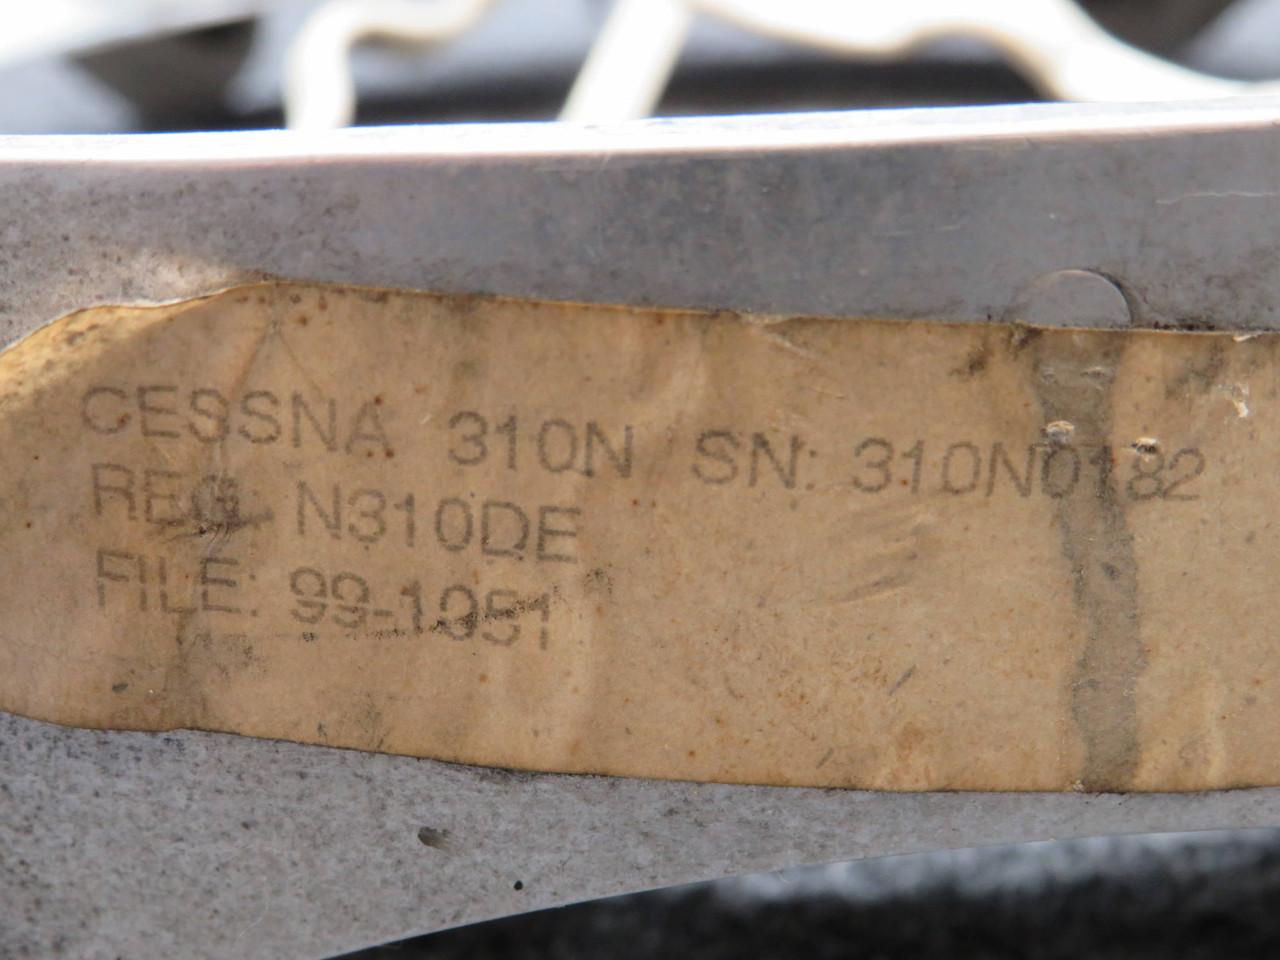 CESSNA 310N SN: 310N0182
REG. N310DE
FILE: 99-1051